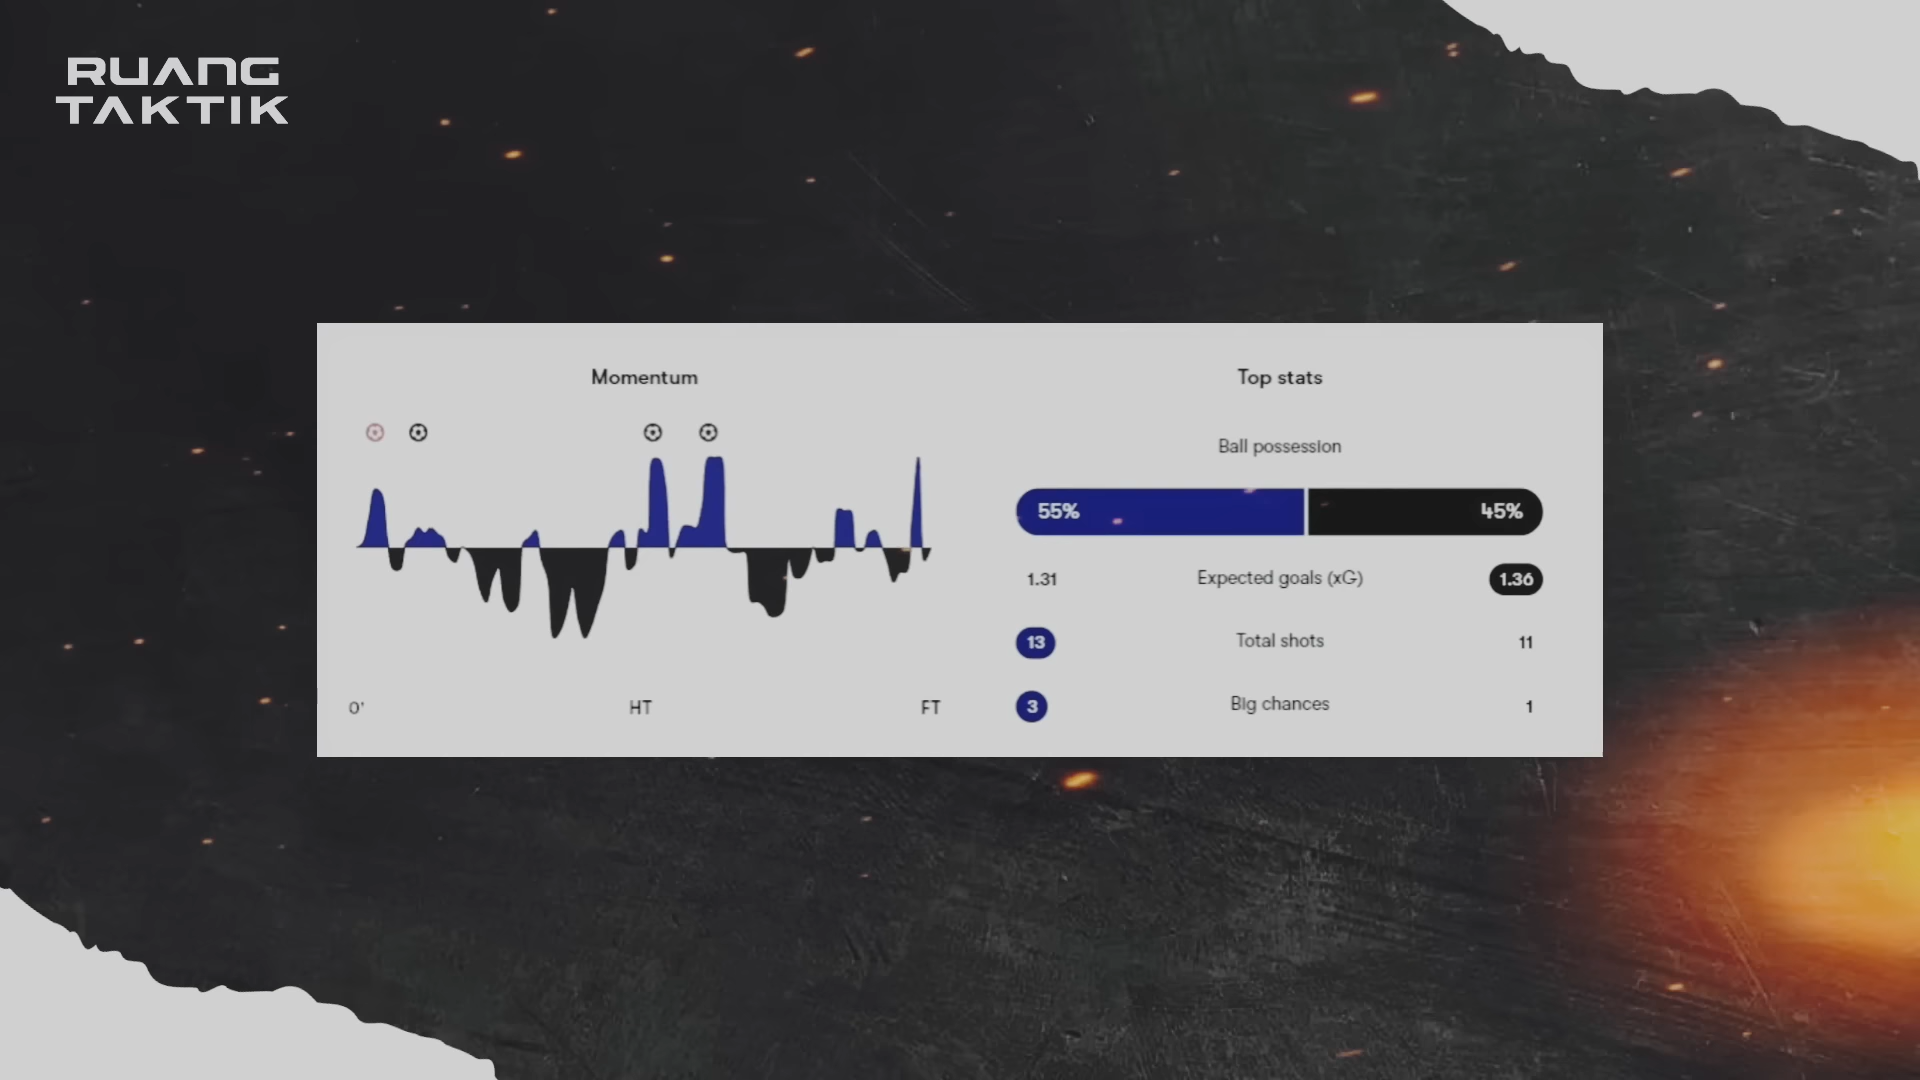 RUANG
TAKTIK
Momentum
0'
HT
FT
Top stats
Ball possession
55%
45%
1.31
Expected goals (xG)
1.36
13
Total shots
11
3
Big chances
1